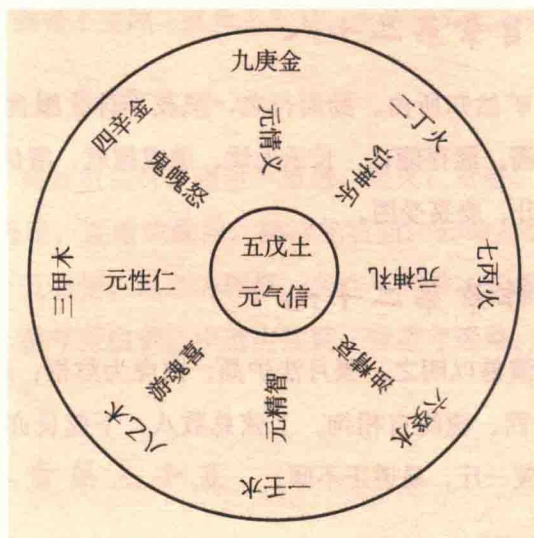 九庚金
二丁火
七丙火
六癸水
一壬水
八乙木
三甲木
四辛金
元情义
识神乐
元神礼
浊精哀
元精智
游魂喜
元性仁
鬼魄怒
五戊土
元气信